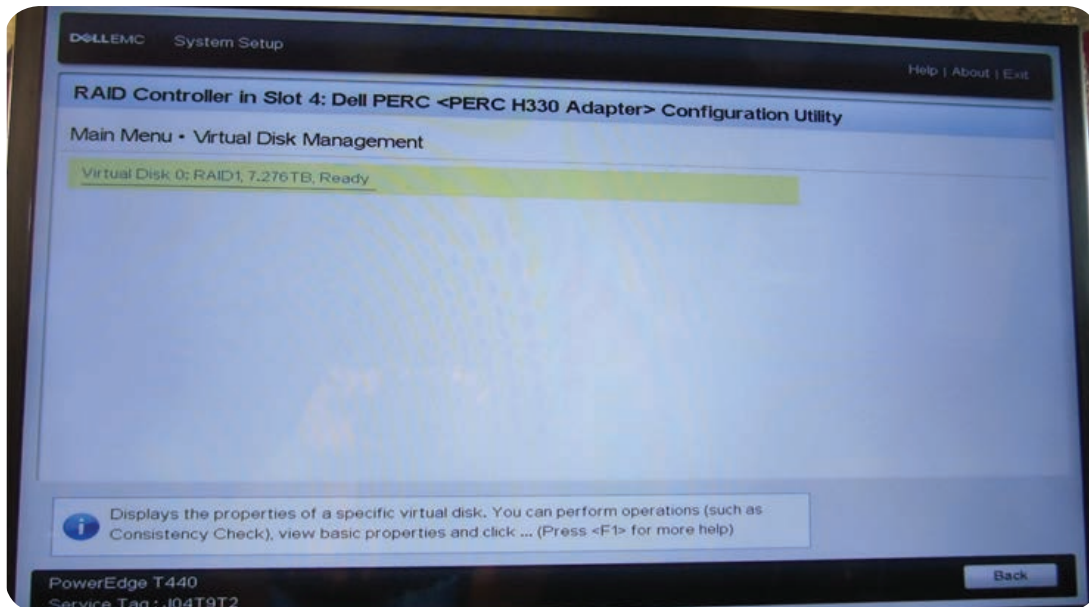 DELLEMC System Setup
Help | About | Exit
RAID Controller in Slot 4: Dell PERC <PERC H330 Adapter> Configuration Utility
Main Menu • Virtual Disk Management
Virtual Disk 0: RAID1, 7.276TB, Ready
Displays the properties of a specific virtual disk. You can perform operations (such as
Consistency Check), view basic properties and click ... (Press <F1> for more help)
PowerEdge T440
Back
Service Tag : J04T9T2